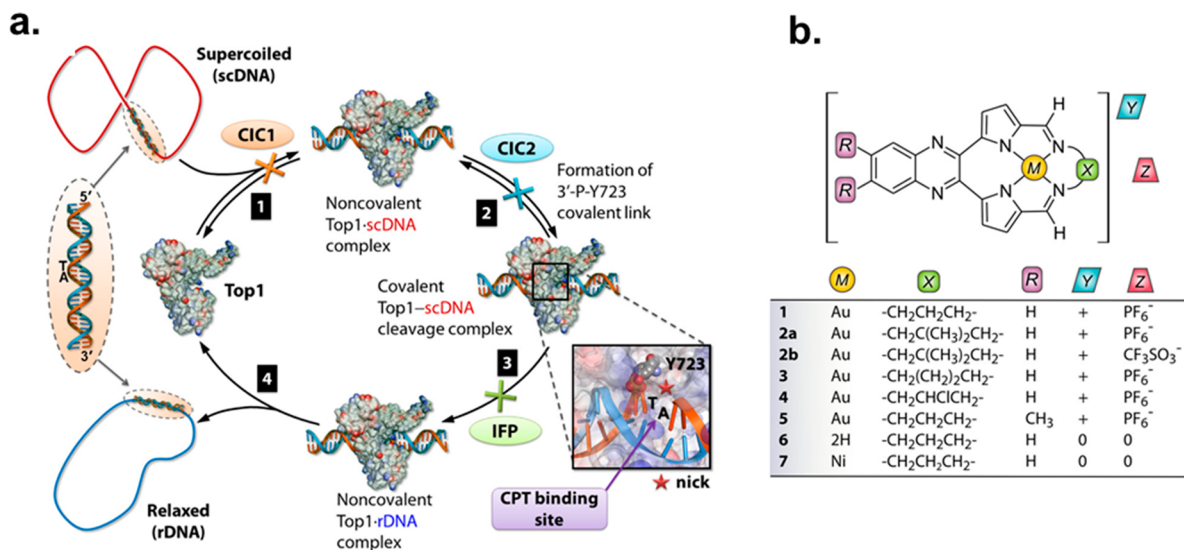 a.
Supercoiled
(scDNA)
CIC1
1
Noncovalent
Top1·scDNA
complex
CIC2
2
Formation of
3′-P-Y723
covalent link
5′
T
A
3′
Top1
Covalent
Top1–scDNA
cleavage complex
3
IFP
Y723
T
A
nick
CPT binding
site
4
Noncovalent
Top1·rDNA
complex
Relaxed
(rDNA)
b.
R
R
N
N
N
N
N
N
M
X
H
H
Y
Z
M X R Y Z
1 Au -CH2CH2CH2- H + PF6⁻
2a Au -CH2C(CH3)2CH2- H + PF6⁻
2b Au -CH2C(CH3)2CH2- H + CF3SO3⁻
3 Au -CH2(CH2)2CH2- H + PF6⁻
4 Au -CH2CHClCH2- H + PF6⁻
5 Au -CH2CH2CH2- CH3 + PF6⁻
6 2H -CH2CH2CH2- H 0 0
7 Ni -CH2CH2CH2- H 0 0